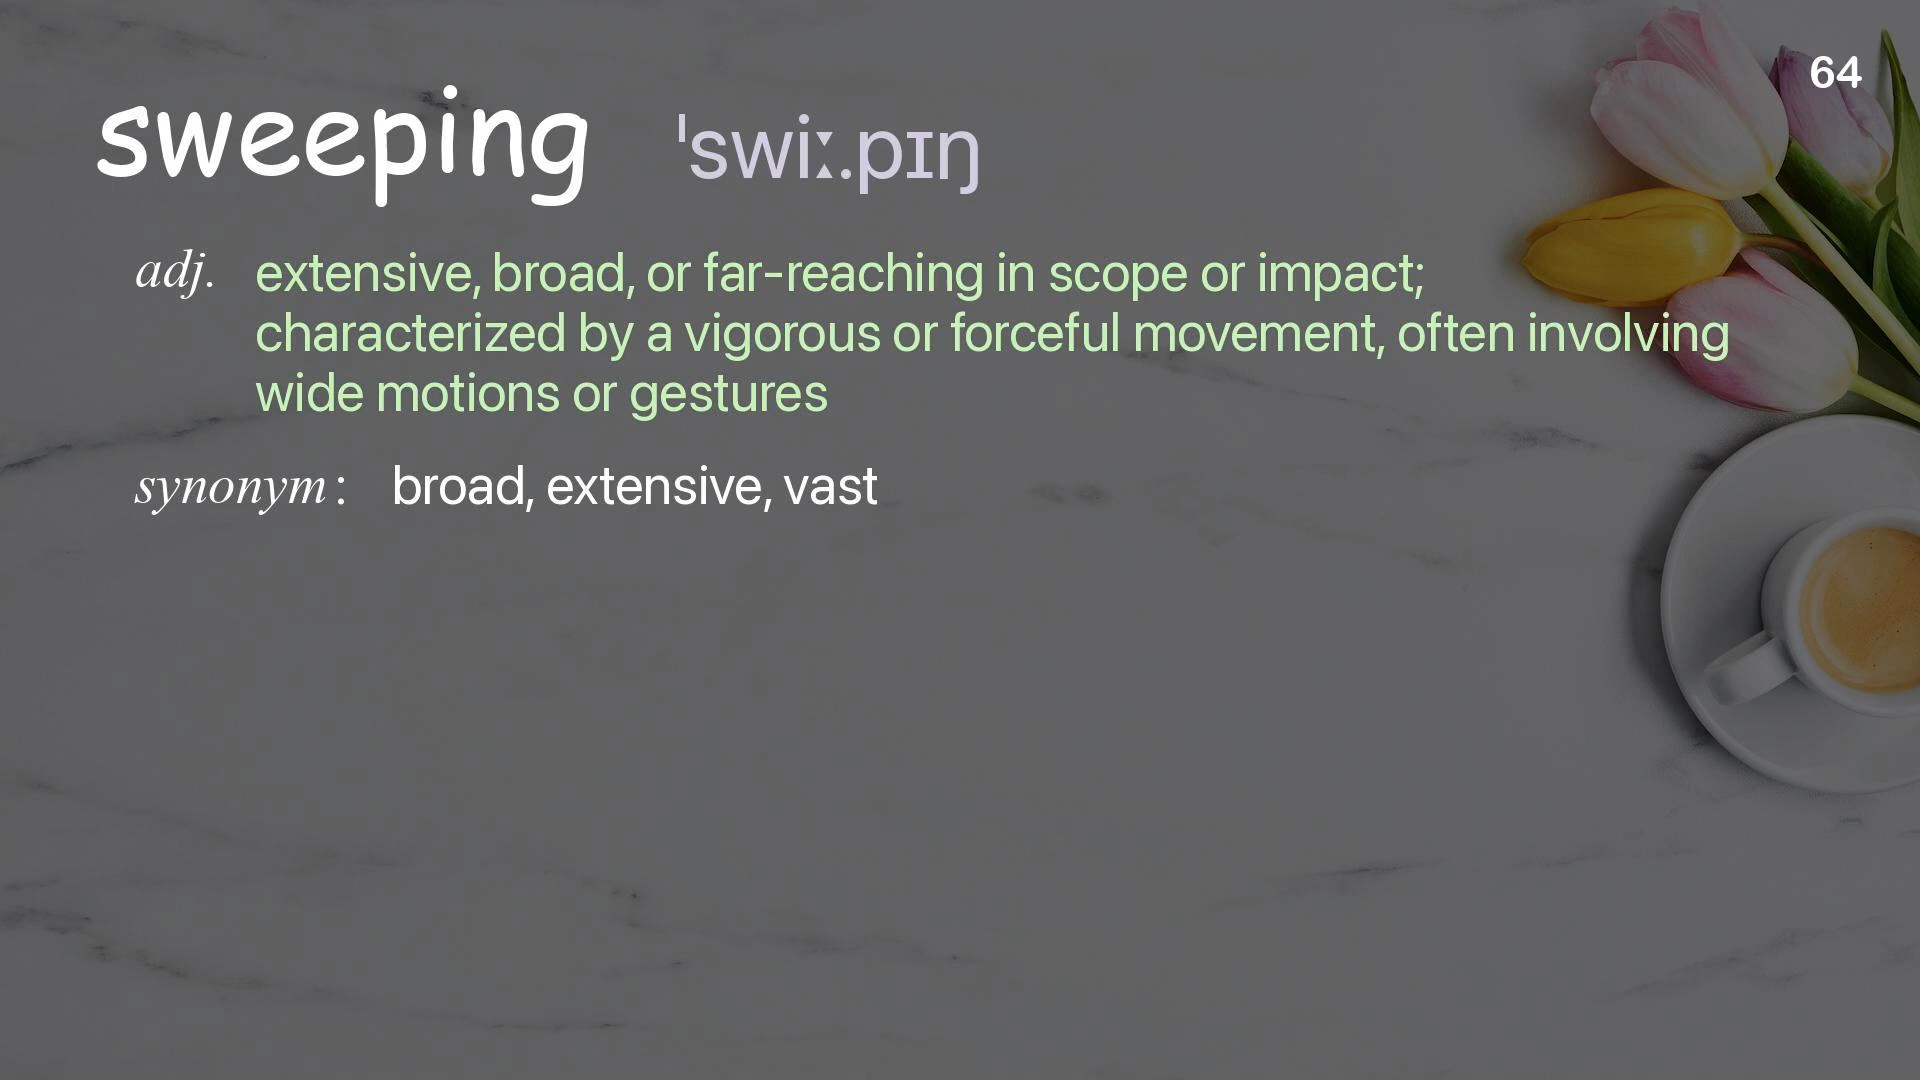 64
sweeping ˈswiː.pɪŋ
adj. extensive, broad, or far-reaching in scope or impact;
characterized by a vigorous or forceful movement, often involving
wide motions or gestures
synonym : broad, extensive, vast